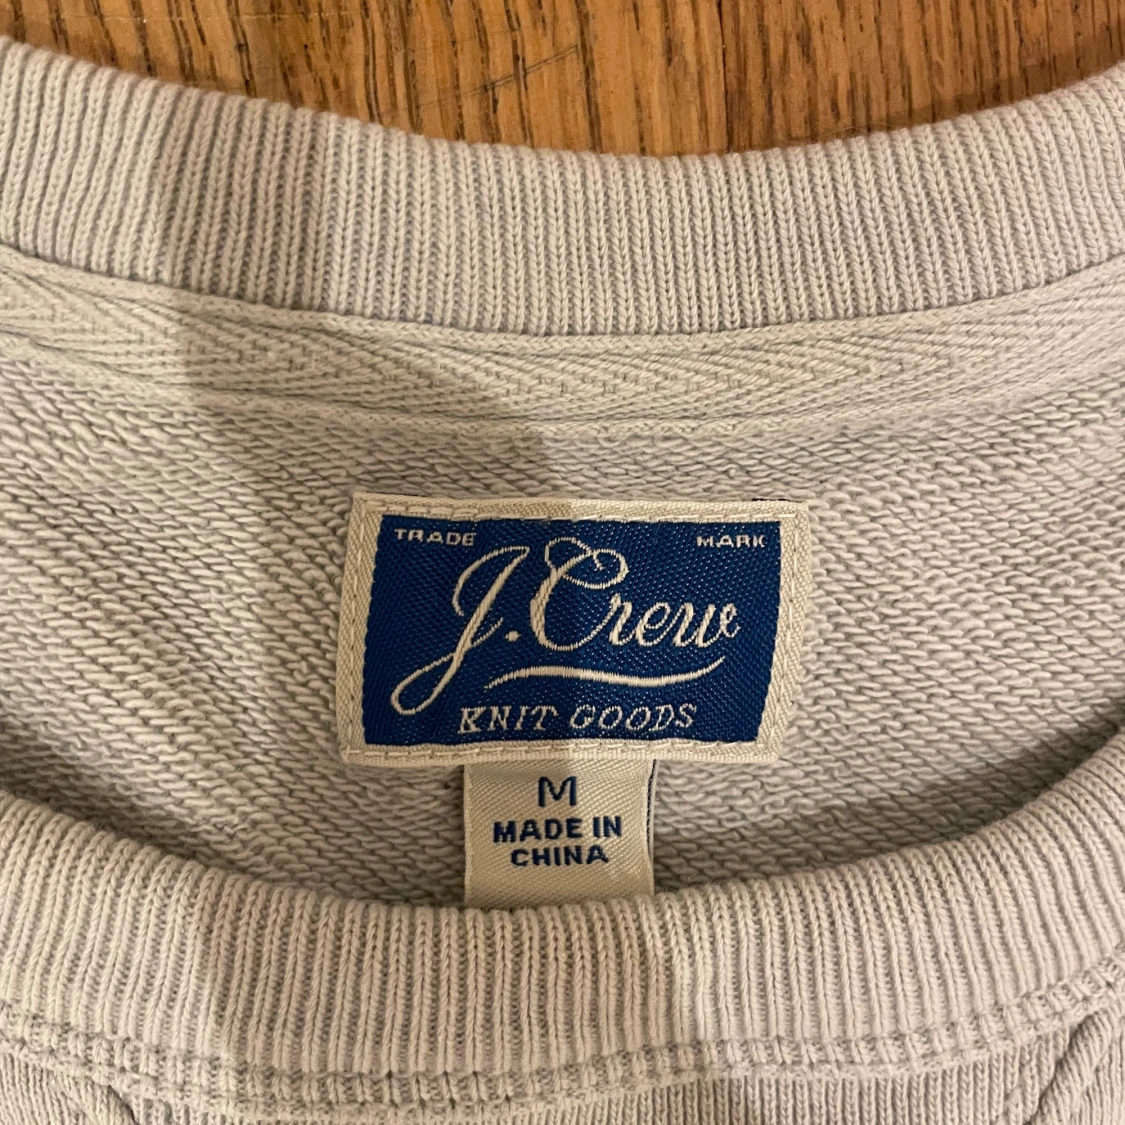 TRADE MARK
J.Crew
KNIT GOODS
M
MADE IN
CHINA